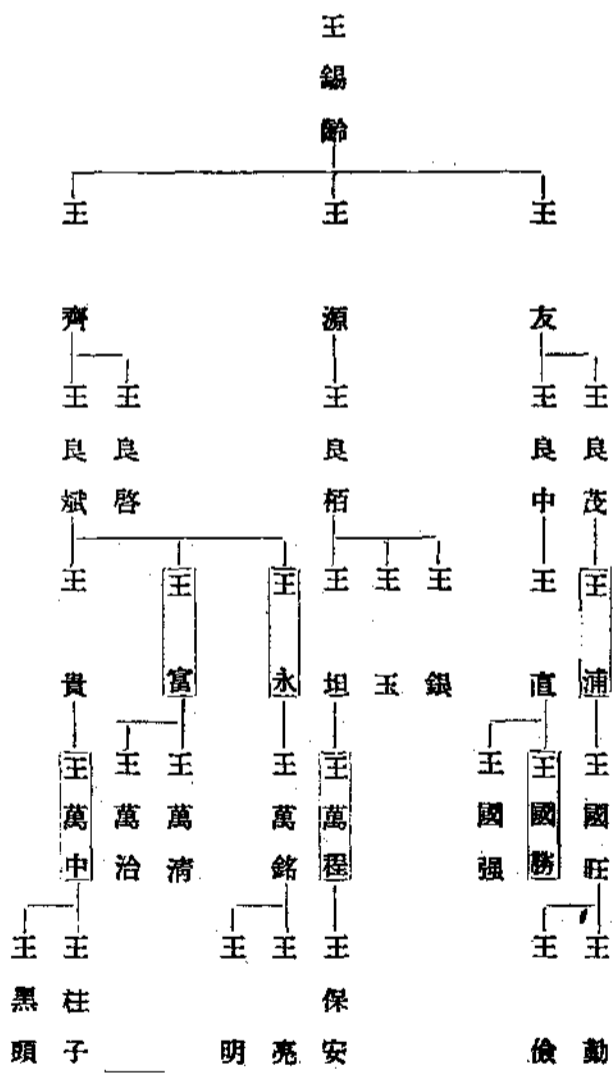 王錫齡
王友
王源
王齊
王良茂
王良中
王良栢
王良啓
王良斌
王浦
王直
王銀
王玉
王坦
王永
王富
王貴
王國旺
王國勝
王國强
王萬程
王萬銘
王萬清
王萬治
王萬中
王勤
王儉
王保安
王亮
王明
王柱子
王黑頭